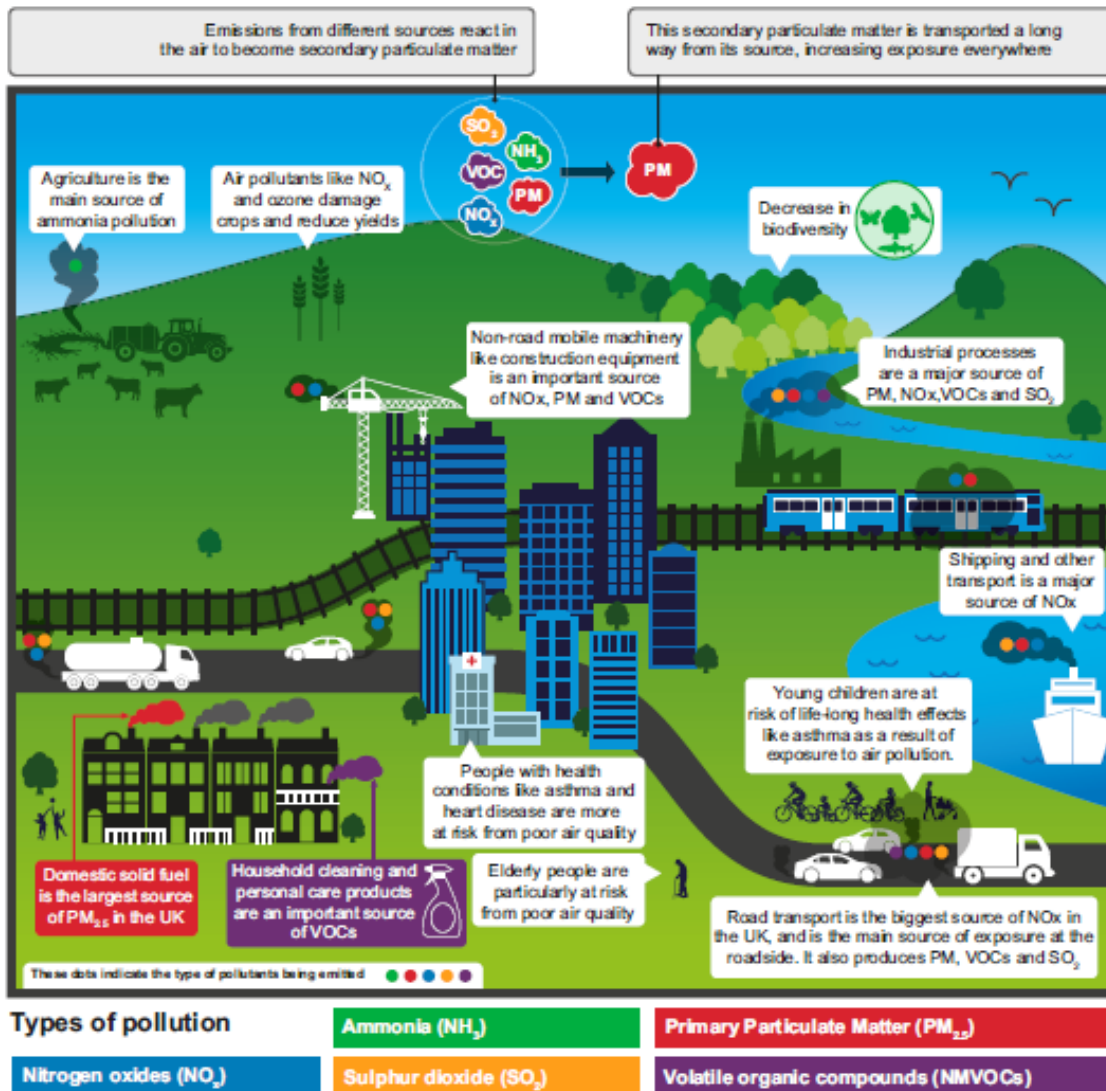 Emissions from different sources react in
the air to become secondary particulate matter
This secondary particulate matter is transported a long
way from its source, increasing exposure everywhere
SO₂
NH₃
VOC
PM
NOₓ
PM
Agriculture is the
main source of
ammonia pollution
Air pollutants like NOₓ
and ozone damage
crops and reduce yields
Decrease in
biodiversity
Non-road mobile machinery
like construction equipment
is an important source
of NOx, PM and VOCs
Industrial processes
are a major source of
PM, NOx,VOCs and SO₂
Shipping and other
transport is a major
source of NOx
Young children are at
risk of life-long health effects
like asthma as a result of
exposure to air pollution.
People with health
conditions like asthma and
heart disease are more
at risk from poor air quality
Domestic solid fuel
is the largest source
of PM₂.₅ in the UK
Household cleaning and
personal care products
are an important source
of VOCs
Elderly people are
particularly at risk
from poor air quality
Road transport is the biggest source of NOx in
the UK, and is the main source of exposure at the
roadside. It also produces PM, VOCs and SO₂
These dots indicate the type of pollutants being emitted
Types of pollution
Ammonia (NH₃)
Primary Particulate Matter (PM₂.₅)
Nitrogen oxides (NOₓ)
Sulphur dioxide (SO₂)
Volatile organic compounds (NMVOCs)